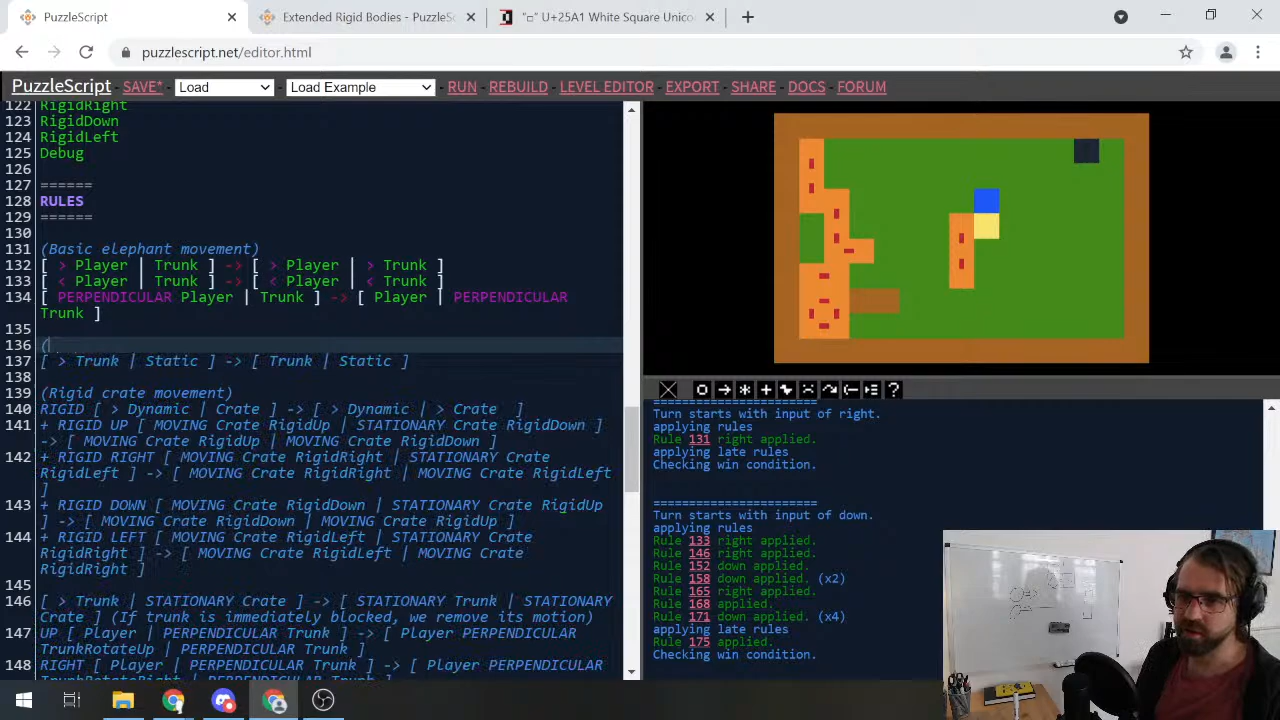 PuzzleScript
Extended Rigid Bodies - PuzzleS
"□" U+25A1 White Square Unico
puzzlescript.net/editor.html
PuzzleScript SAVE* Load - Load Example - RUN - REBUILD - LEVEL EDITOR - EXPORT - SHARE - DOCS - FORUM
122 RigidRight
123 RigidDown
124 RigidLeft
125 Debug
126
127 ======
128 RULES
129 ======
130
131 (Basic elephant movement)
132 [ > Player | Trunk ] -> [ > Player | > Trunk ]
133 [ < Player | Trunk ] -> [ < Player | < Trunk ]
134 [ PERPENDICULAR Player | Trunk ] -> [ Player | PERPENDICULAR
Trunk ]
135
136 (
137 [ > Trunk | Static ] -> [ Trunk | Static ]
138
139 (Rigid crate movement)
140 RIGID [ > Dynamic | Crate ] -> [ > Dynamic | > Crate ]
141 + RIGID UP [ MOVING Crate RigidUp | STATIONARY Crate RigidDown ]
-> [ MOVING Crate RigidUp | MOVING Crate RigidDown ]
142 + RIGID RIGHT [ MOVING Crate RigidRight | STATIONARY Crate
RigidLeft ] -> [ MOVING Crate RigidRight | MOVING Crate RigidLeft
]
143 + RIGID DOWN [ MOVING Crate RigidDown | STATIONARY Crate RigidUp
] -> [ MOVING Crate RigidDown | MOVING Crate RigidUp ]
144 + RIGID LEFT [ MOVING Crate RigidLeft | STATIONARY Crate
RigidRight ] -> [ MOVING Crate RigidLeft | MOVING Crate
RigidRight ]
145
146 [ > Trunk | STATIONARY Crate ] -> [ STATIONARY Trunk | STATIONARY
Crate ] (If trunk is immediately blocked, we remove its motion)
147 UP [ Player | PERPENDICULAR Trunk ] -> [ Player PERPENDICULAR
TrunkRotateUp | PERPENDICULAR Trunk ]
148 RIGHT [ Player | PERPENDICULAR Trunk ] -> [ Player PERPENDICULAR
TrunkRotateRight | PERPENDICULAR Trunk ]
?
=======================
Turn starts with input of right.
applying rules
Rule 131 right applied.
applying late rules
Checking win condition.
=======================
Turn starts with input of down.
applying rules
Rule 133 right applied.
Rule 146 right applied.
Rule 152 down applied.
Rule 158 down applied. (x2)
Rule 165 right applied.
Rule 168 applied.
Rule 171 down applied. (x4)
applying late rules
Rule 175 applied.
Checking win condition.